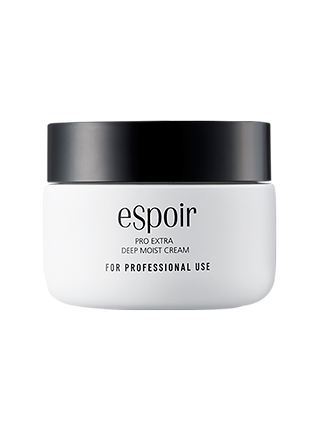 eSpoir
PRO EXTRA
DEEP MOIST CREAM
FOR PROFESSIONAL USE